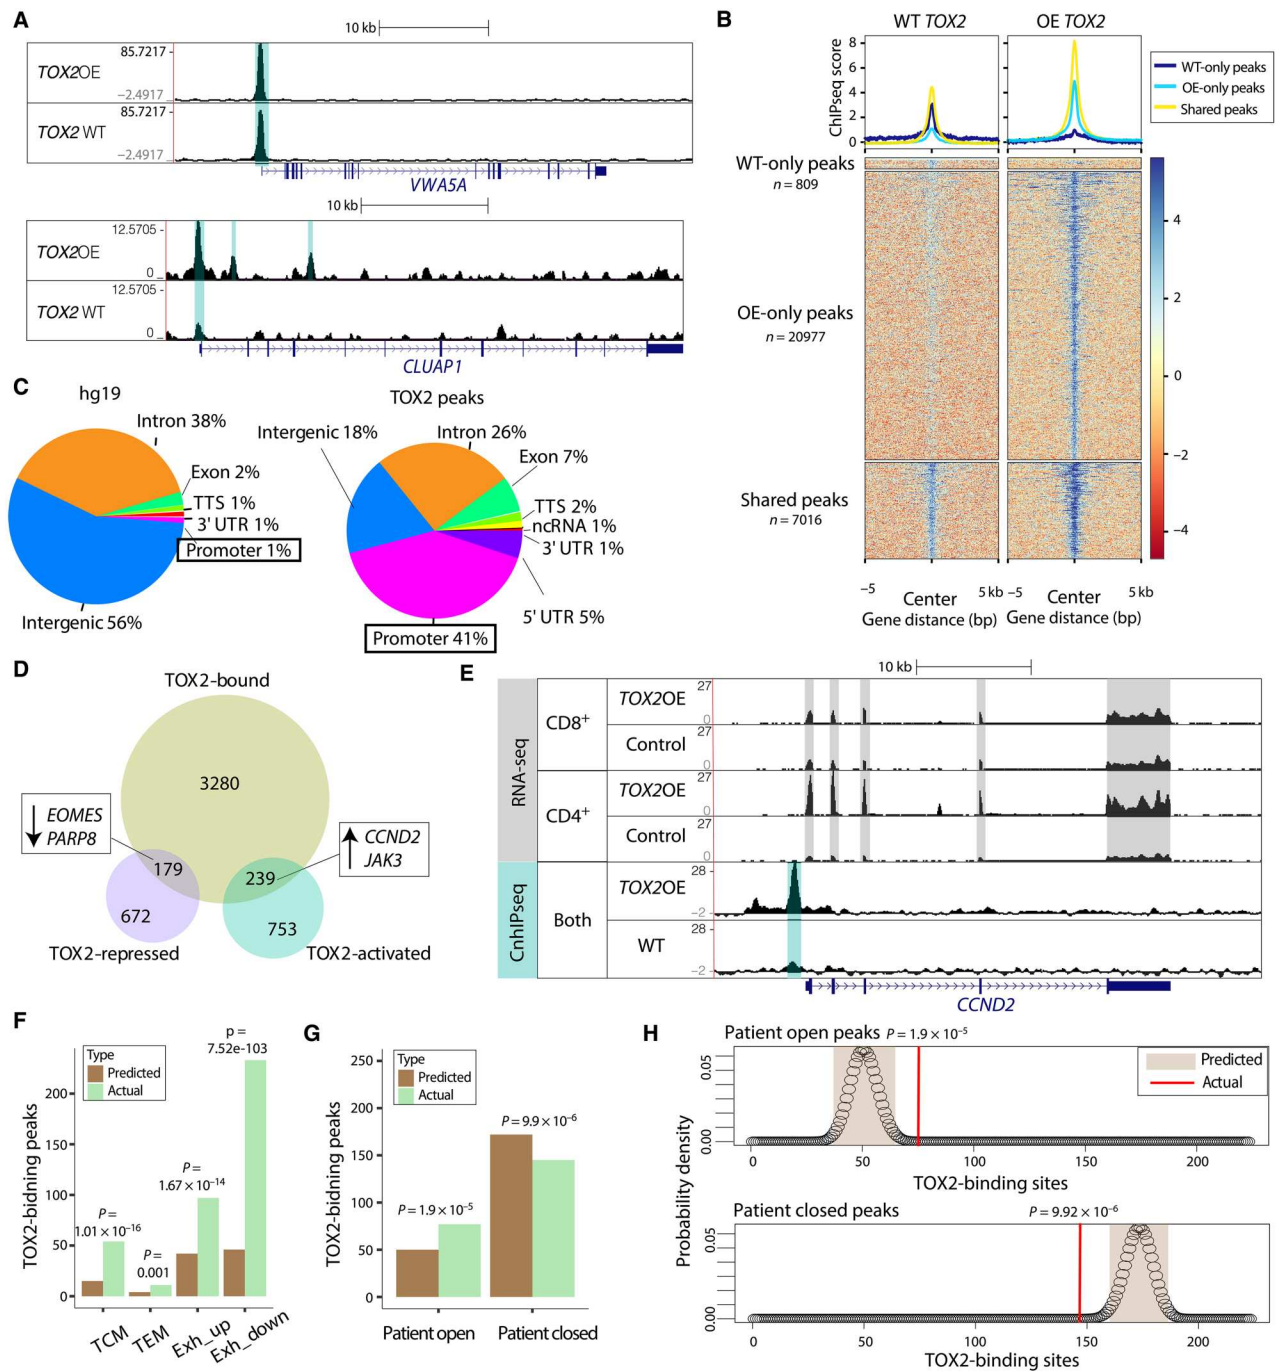 A
10 kb
TOX2OE
85.7217
−2.4917
TOX2 WT
85.7217
−2.4917
VWA5A
10 kb
TOX2OE
12.5705
0
TOX2 WT
12.5705
0
CLUAP1
B
WT TOX2
OE TOX2
ChIPseq score
8
6
4
2
0
WT-only peaks
OE-only peaks
Shared peaks
WT-only peaks
n = 809
OE-only peaks
n = 20977
Shared peaks
n = 7016
4
2
0
−2
−4
−5
Center
5 kb
Gene distance (bp)
−5
Center
5 kb
Gene distance (bp)
C
hg19
Intron 38%
Exon 2%
TTS 1%
3' UTR 1%
Promoter 1%
Intergenic 56%
TOX2 peaks
Intergenic 18%
Intron 26%
Exon 7%
TTS 2%
ncRNA 1%
3' UTR 1%
5' UTR 5%
Promoter 41%
D
TOX2-bound
3280
EOMES
PARP8
CCND2
JAK3
179
239
672
753
TOX2-repressed
TOX2-activated
E
10 kb
RNA-seq
CD8+
TOX2OE
27
0
Control
27
0
CD4+
TOX2OE
27
0
Control
27
0
CnhIPseq
Both
TOX2OE
28
−2
WT
28
−2
CCND2
F
Type
Predicted
Actual
TOX2-bidning peaks
200
150
100
50
0
P =
1.01 × 10−16
P =
0.001
P =
1.67 × 10−14
p =
7.52e-103
TCM
TEM
Exh_up
Exh_down
G
Type
Predicted
Actual
TOX2-bidning peaks
250
200
150
100
50
0
P = 1.9 × 10−5
P = 9.9 × 10−6
Patient open
Patient closed
H
Patient open peaks P = 1.9 × 10−5
Predicted
Actual
0.05
0.00
0
50
100
150
200
TOX2-binding sites
Probability density
Patient closed peaks
P = 9.92 × 10−6
0.05
0.00
0
50
100
150
200
TOX2-binding sites